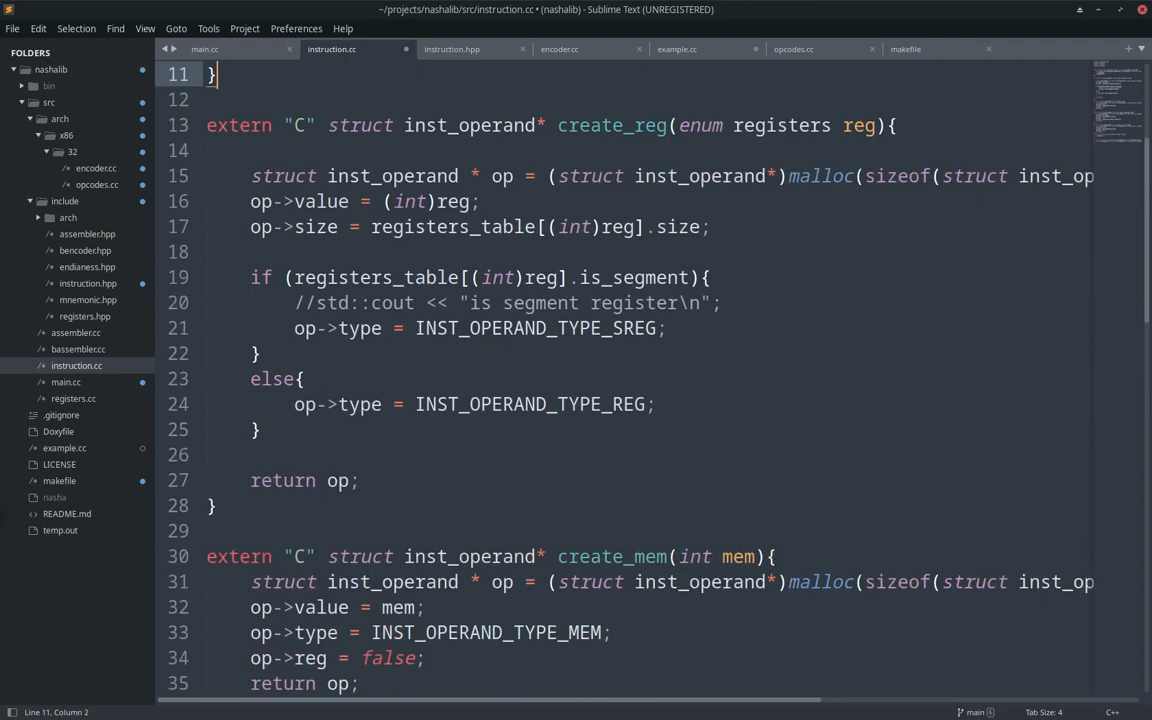 ~/projects/nashalib/src/instruction.cc • (nashalib) - Sublime Text (UNREGISTERED)
File Edit Selection Find View Goto Tools Project Preferences Help
FOLDERS
nashalib
bin
src
arch
x86
32
encoder.cc
opcodes.cc
include
arch
assembler.hpp
bencoder.hpp
endianess.hpp
instruction.hpp
mnemonic.hpp
registers.hpp
assembler.cc
bassembler.cc
instruction.cc
main.cc
registers.cc
.gitignore
Doxyfile
example.cc
LICENSE
makefile
nasha
README.md
temp.out
main.cc instruction.cc instruction.hpp encoder.cc example.cc opcodes.cc makefile
11 }
12
13 extern "C" struct inst_operand* create_reg(enum registers reg){
14
15 struct inst_operand * op = (struct inst_operand*)malloc(sizeof(struct inst_op
16 op->value = (int)reg;
17 op->size = registers_table[(int)reg].size;
18
19 if (registers_table[(int)reg].is_segment){
20 //std::cout << "is segment register\n";
21 op->type = INST_OPERAND_TYPE_SREG;
22 }
23 else{
24 op->type = INST_OPERAND_TYPE_REG;
25 }
26
27 return op;
28 }
29
30 extern "C" struct inst_operand* create_mem(int mem){
31 struct inst_operand * op = (struct inst_operand*)malloc(sizeof(struct inst_op
32 op->value = mem;
33 op->type = INST_OPERAND_TYPE_MEM;
34 op->reg = false;
35 return op;
Line 11, Column 2
main 6
Tab Size: 4
C++